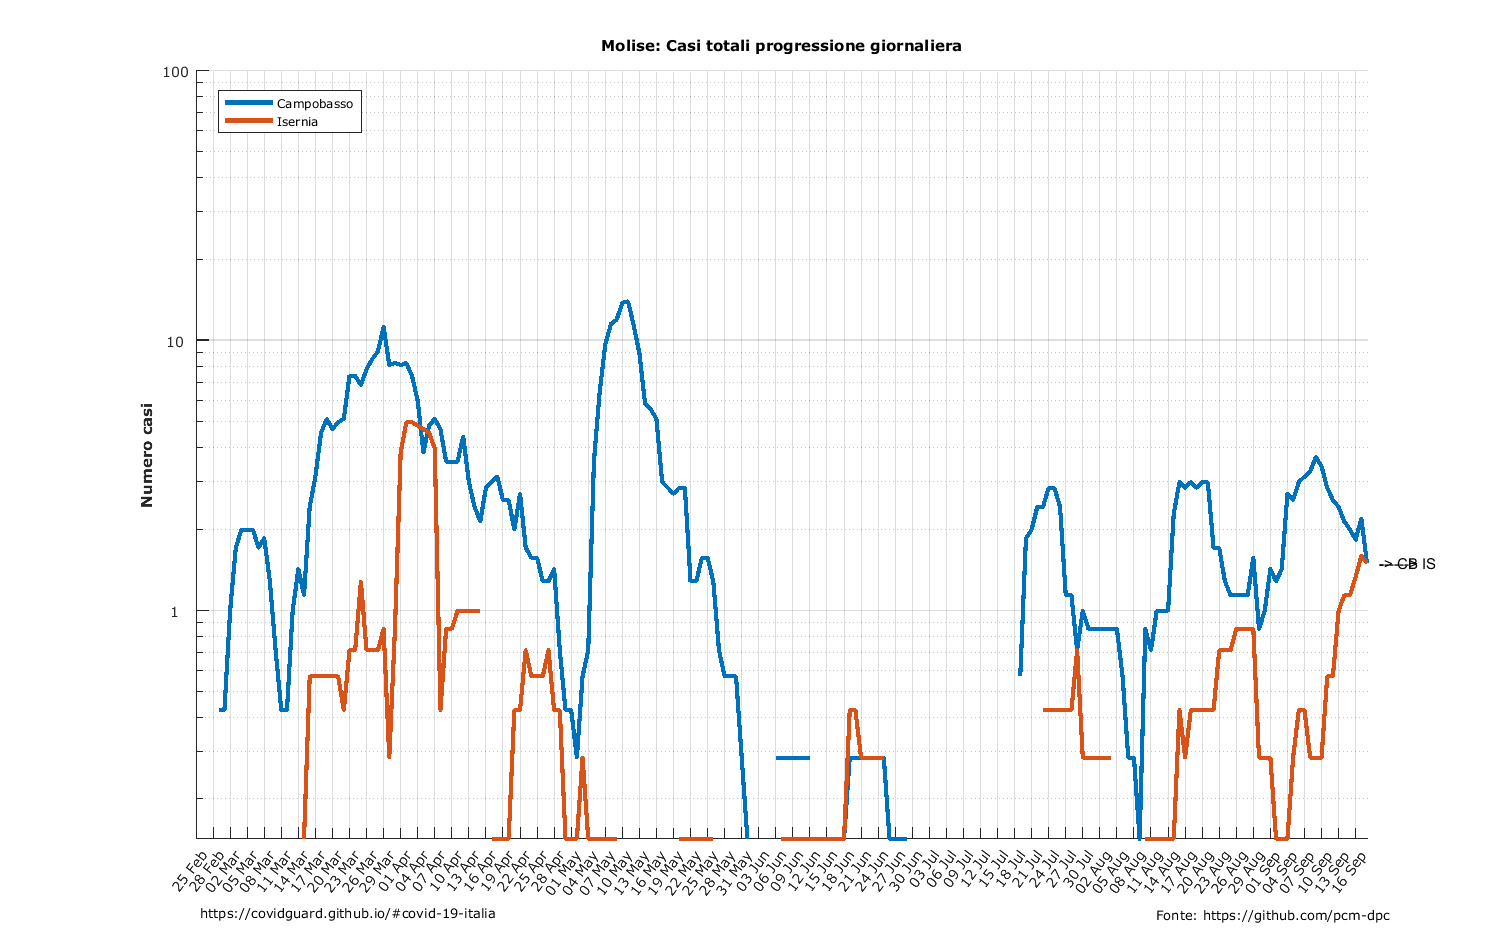 Molise: Casi totali progressione giornaliera
100
Campobasso
Isernia
10
Numero casi
1
-> CB IS
25 Feb
28 Feb
02 Mar
05 Mar
08 Mar
11 Mar
14 Mar
17 Mar
20 Mar
23 Mar
26 Mar
29 Mar
01 Apr
04 Apr
07 Apr
10 Apr
13 Apr
16 Apr
19 Apr
22 Apr
25 Apr
28 Apr
01 May
04 May
07 May
10 May
13 May
16 May
19 May
22 May
25 May
28 May
31 May
03 Jun
06 Jun
09 Jun
12 Jun
15 Jun
18 Jun
21 Jun
24 Jun
27 Jun
30 Jun
03 Jul
06 Jul
09 Jul
12 Jul
15 Jul
18 Jul
21 Jul
24 Jul
27 Jul
30 Jul
02 Aug
05 Aug
08 Aug
11 Aug
14 Aug
17 Aug
20 Aug
23 Aug
26 Aug
29 Aug
01 Sep
04 Sep
07 Sep
10 Sep
13 Sep
16 Sep
https://covidguard.github.io/#covid-19-italia
Fonte: https://github.com/pcm-dpc